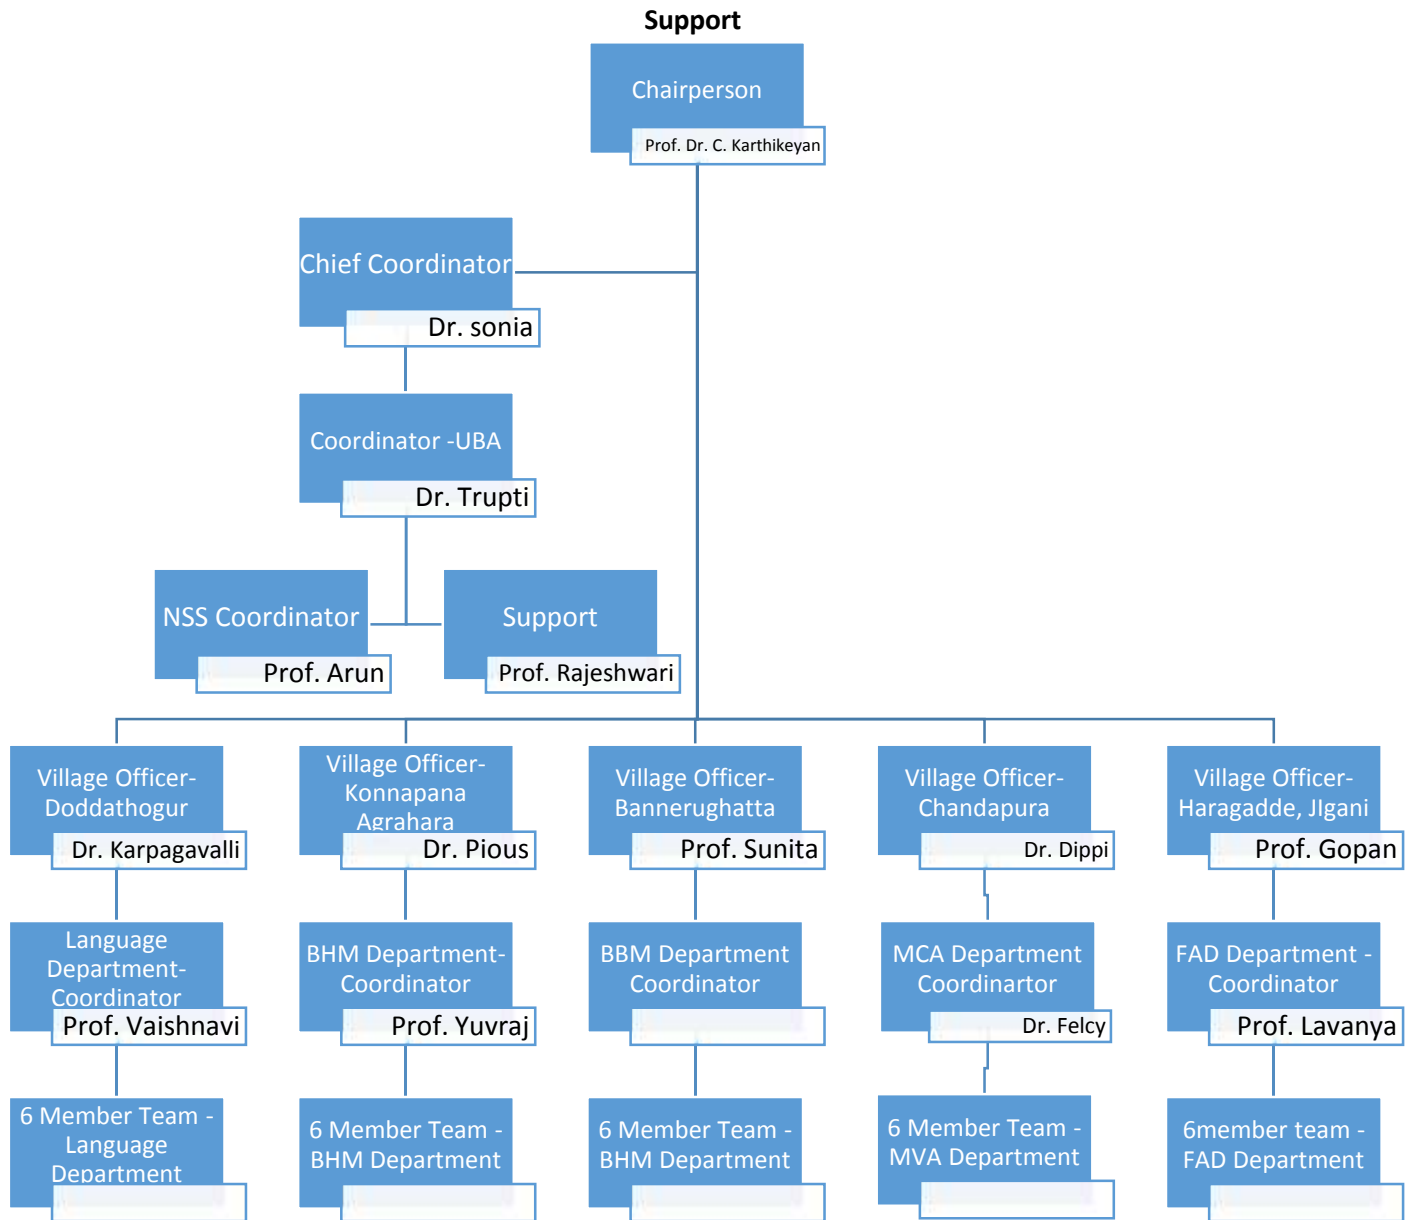 Support
Chairperson
Prof. Dr. C. Karthikeyan
Chief Coordinator
Dr. sonia
Coordinator -UBA
Dr. Trupti
NSS Coordinator
Prof. Arun
Support
Prof. Rajeshwari
Village Officer-
Doddathogur
Dr. Karpagavalli
Village Officer-
Konnapana
Agrahara
Dr. Pious
Village Officer-
Bannerughatta
Prof. Sunita
Village Officer-
Chandapura
Dr. Dippi
Village Officer-
Haragadde, JIgani
Prof. Gopan
Language
Department-
Coordinator
Prof. Vaishnavi
BHM Department-
Coordinator
Prof. Yuvraj
BBM Department
Coordinator
MCA Department
Coordinartor
Dr. Felcy
FAD Department -
Coordinator
Prof. Lavanya
6 Member Team -
Language
Department
6 Member Team -
BHM Department
6 Member Team -
BHM Department
6 Member Team -
MVA Department
6member team -
FAD Department